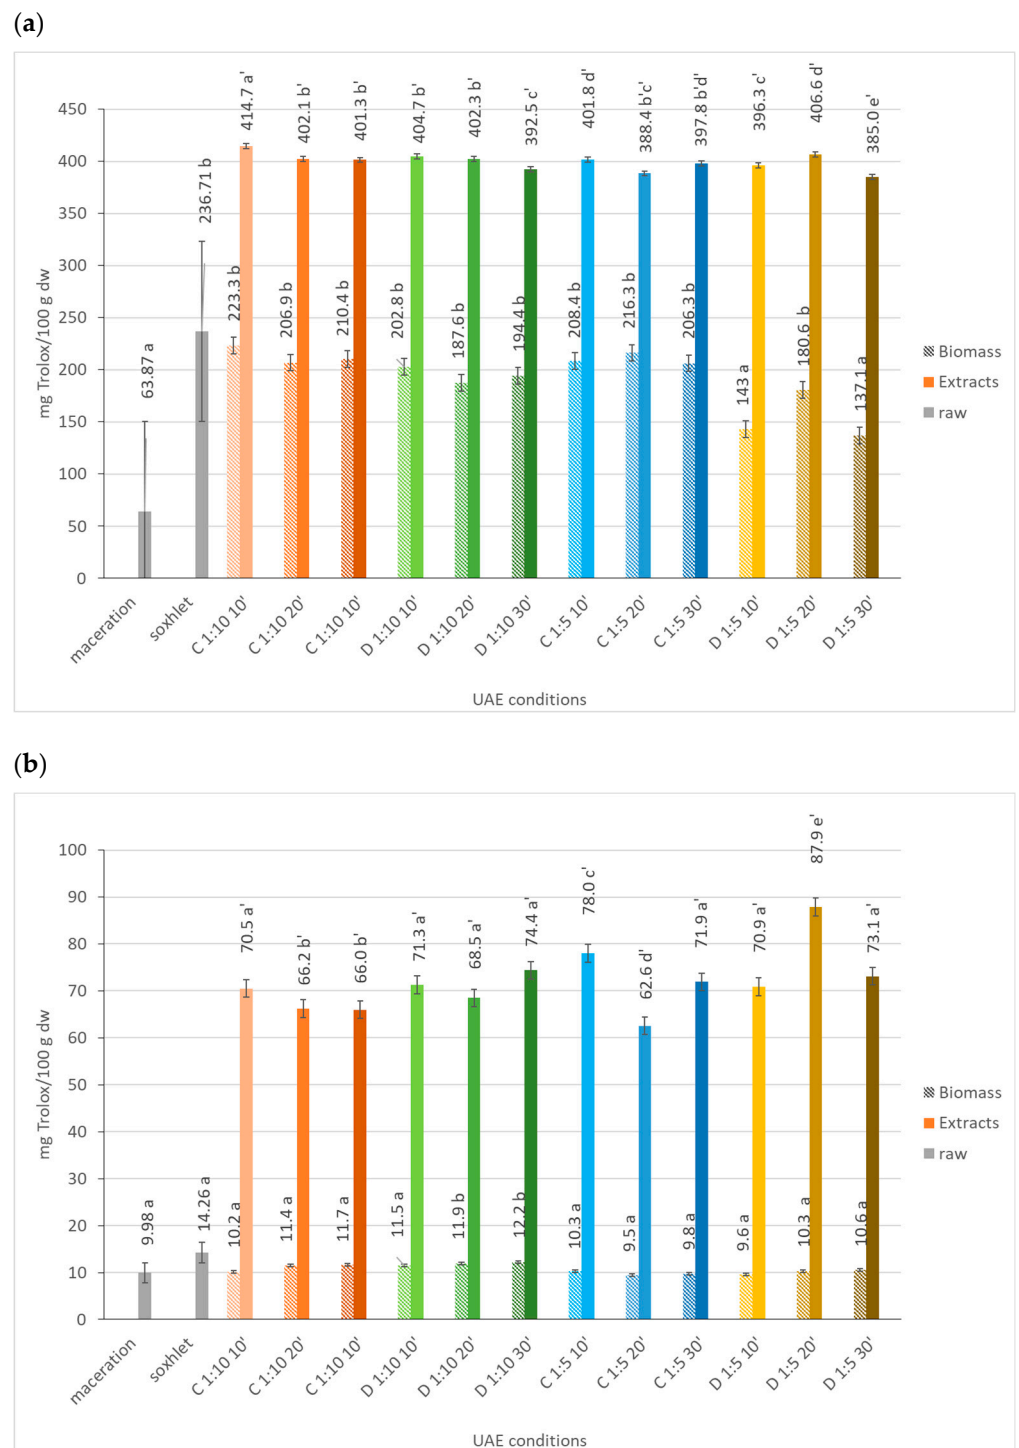 (a)
414.7 a'
402.1 b'
401.3 b'
404.7 b'
402.3 b'
392.5 c'
401.8 d'
388.4 b'c'
397.8 b'd'
396.3 c'
406.6 d'
385.0 e'
63.87 a
236.71 b
223.3 b
206.9 b
210.4 b
202.8 b
187.6 b
194.4 b
208.4 b
216.3 b
206.3 b
143 a
180.6 b
137.1 a
mg Trolox/100 g dw
450
400
350
300
250
200
150
100
50
0
Biomass
Extracts
raw
maceration
soxhlet
C 1:10 10'
C 1:10 20'
C 1:10 10'
D 1:10 10'
D 1:10 20'
D 1:10 30'
C 1:5 10'
C 1:5 20'
C 1:5 30'
D 1:5 10'
D 1:5 20'
D 1:5 30'
UAE conditions
(b)
70.5 a'
66.2 b'
66.0 b'
71.3 a'
68.5 a'
74.4 a'
78.0 c'
62.6 d'
71.9 a'
70.9 a'
87.9 e'
73.1 a'
9.98 a
14.26 a
10.2 a
11.4 a
11.7 a
11.5 a
11.9 b
12.2 b
10.3 a
9.5 a
9.8 a
9.6 a
10.3 a
10.6 a
mg Trolox/100 g dw
100
90
80
70
60
50
40
30
20
10
0
Biomass
Extracts
raw
maceration
soxhlet
C 1:10 10'
C 1:10 20'
C 1:10 10'
D 1:10 10'
D 1:10 20'
D 1:10 30'
C 1:5 10'
C 1:5 20'
C 1:5 30'
D 1:5 10'
D 1:5 20'
D 1:5 30'
UAE conditions